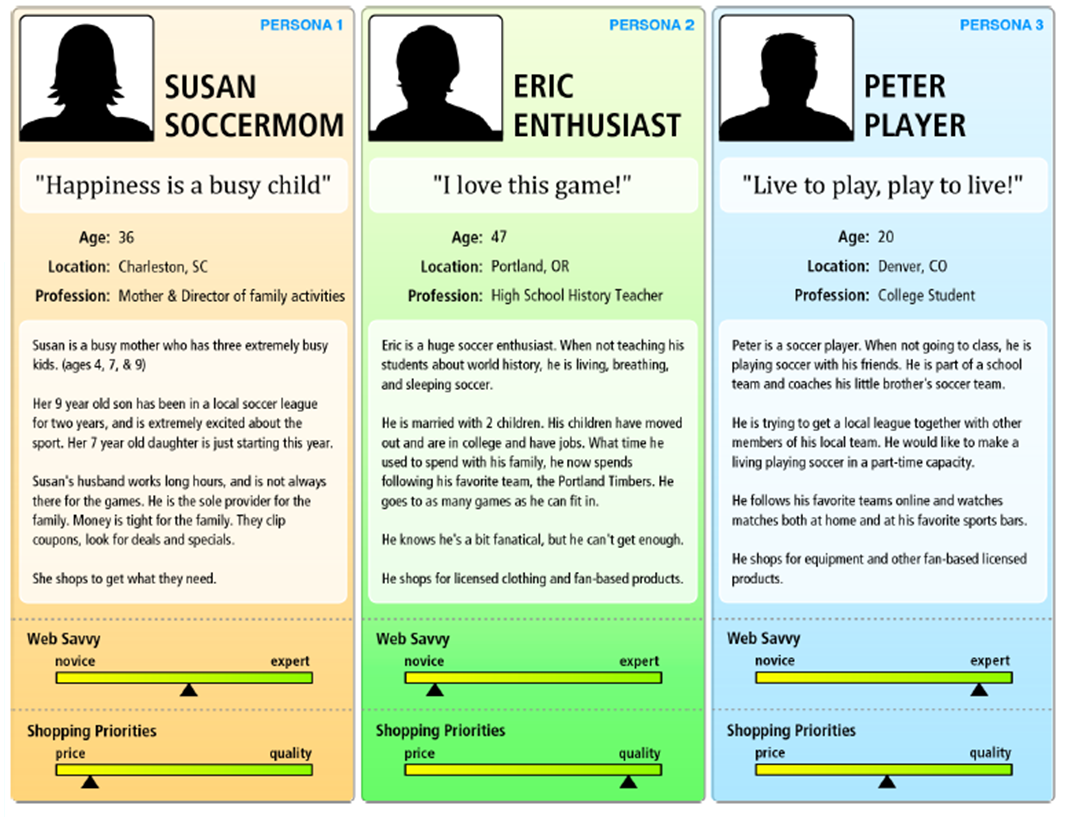 PERSONA 1
SUSAN
SOCCERMOM
"Happiness is a busy child"
Age: 36
Location: Charleston, SC
Profession: Mother & Director of family activities
Susan is a busy mother who has three extremely busy
kids. (ages 4, 7, & 9)
Her 9 year old son has been in a local soccer league
for two years, and is extremely excited about the
sport. Her 7 year old daughter is just starting this year.
Susan's husband works long hours, and is not always
there for the games. He is the sole provider for the
family. Money is tight for the family. They clip
coupons, look for deals and specials.
She shops to get what they need.
Web Savvy
novice expert
Shopping Priorities
price quality
PERSONA 2
ERIC
ENTHUSIAST
"I love this game!"
Age: 47
Location: Portland, OR
Profession: High School History Teacher
Eric is a huge soccer enthusiast. When not teaching his
students about world history, he is living, breathing,
and sleeping soccer.
He is married with 2 children. His children have moved
out and are in college and have jobs. What time he
used to spend with his family, he now spends
following his favorite team, the Portland Timbers. He
goes to as many games as he can fit in.
He knows he's a bit fanatical, but he can't get enough.
He shops for licensed clothing and fan-based products.
Web Savvy
novice expert
Shopping Priorities
price quality
PERSONA 3
PETER
PLAYER
"Live to play, play to live!"
Age: 20
Location: Denver, CO
Profession: College Student
Peter is a soccer player. When not going to class, he is
playing soccer with his friends. He is part of a school
team and coaches his little brother's soccer team.
He is trying to get a local league together with other
members of his local team. He would like to make a
living playing soccer in a part-time capacity.
He follows his favorite teams online and watches
matches both at home and at his favorite sports bars.
He shops for equipment and other fan-based licensed
products.
Web Savvy
novice expert
Shopping Priorities
price quality